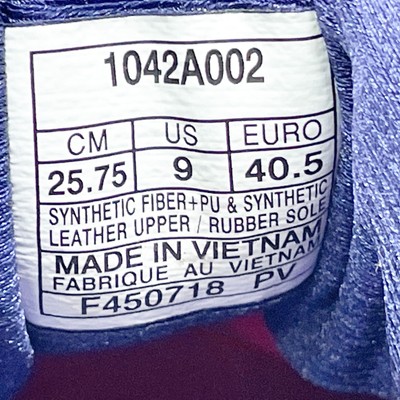 1042A002
CM US EURO
25.75 9 40.5
SYNTHETIC FIBER+PU & SYNTHETIC
LEATHER UPPER / RUBBER SOLE
MADE IN VIETNAM
FABRIQUE AU VIETNAM
F450718 PV